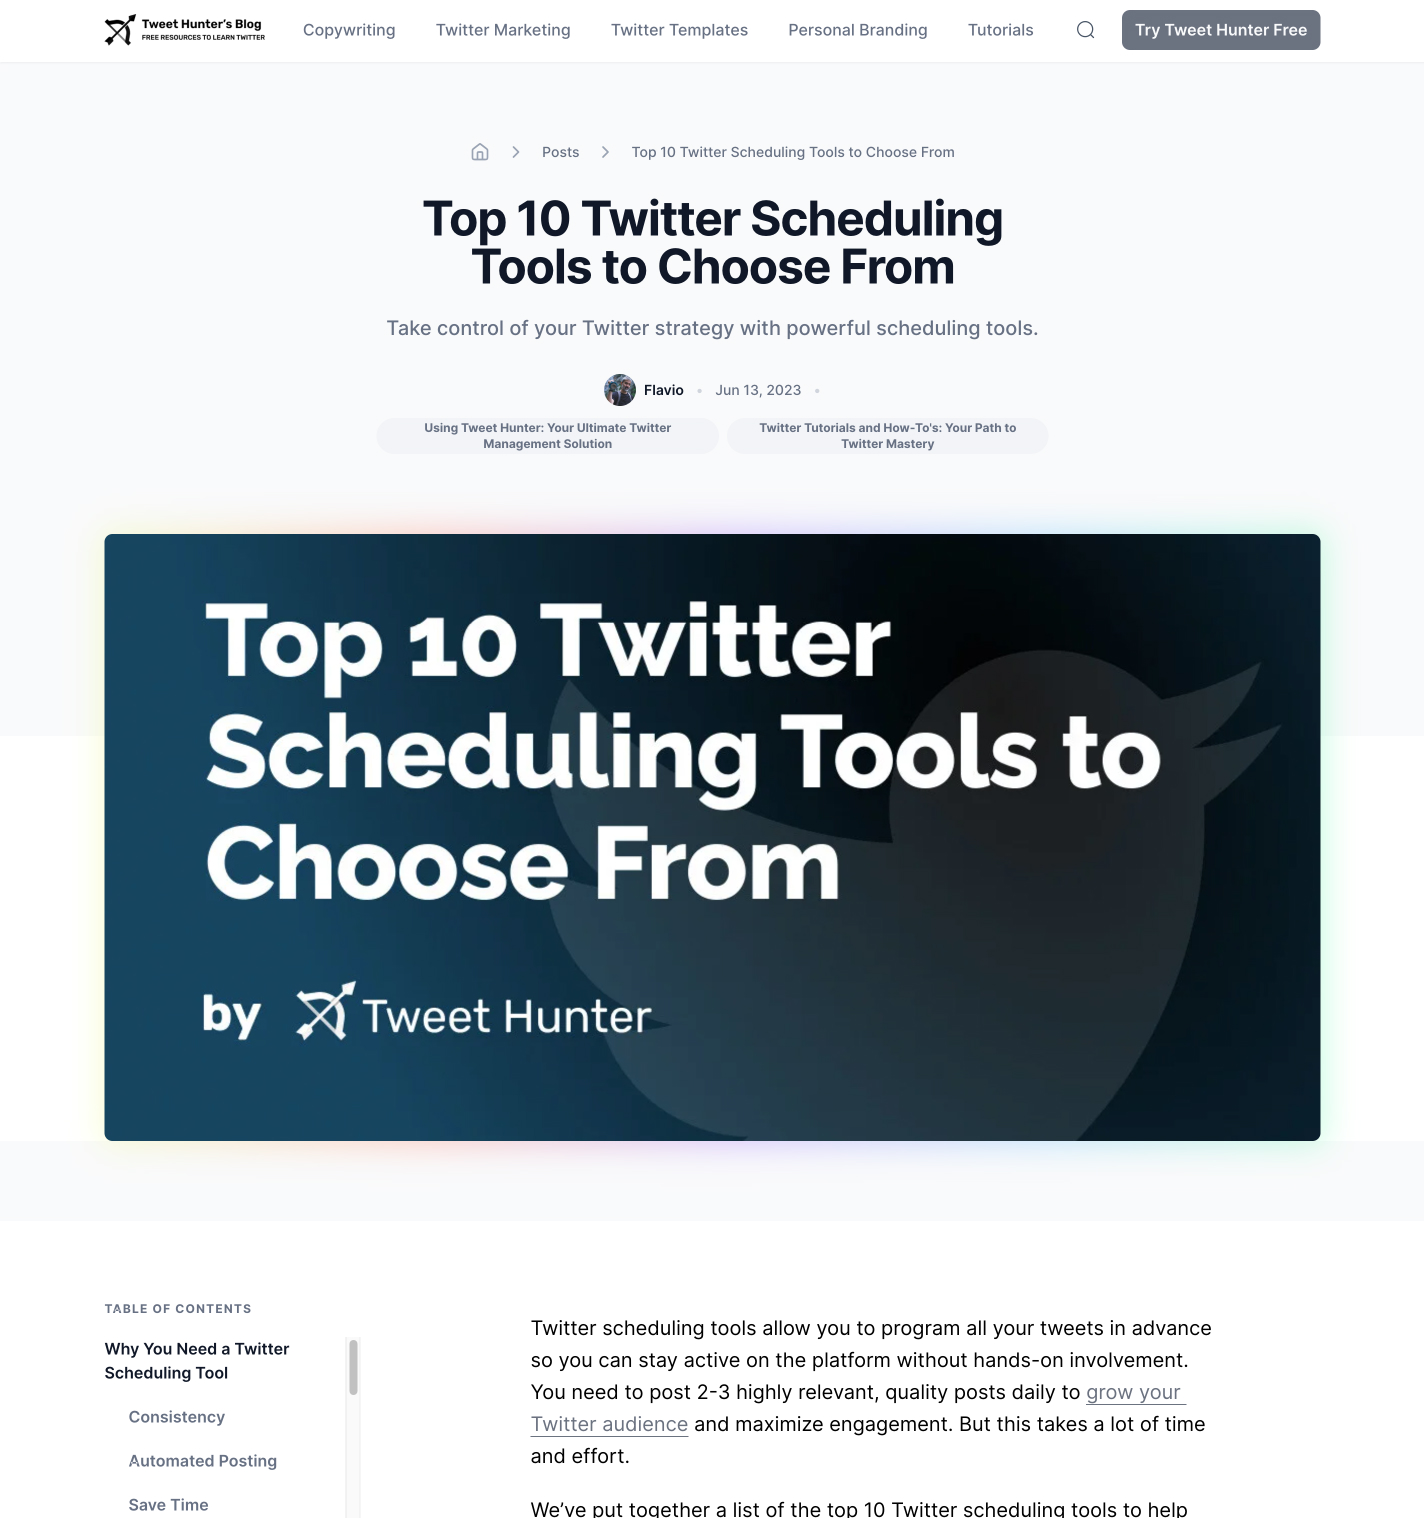 Tweet Hunter's Blog
FREE RESOURCES TO LEARN TWITTER
Copywriting
Twitter Marketing
Twitter Templates
Personal Branding
Tutorials
Try Tweet Hunter Free
Posts
Top 10 Twitter Scheduling Tools to Choose From
Top 10 Twitter Scheduling
Tools to Choose From
Take control of your Twitter strategy with powerful scheduling tools.
Flavio • Jun 13, 2023 •
Using Tweet Hunter: Your Ultimate Twitter
Management Solution
Twitter Tutorials and How-To's: Your Path to
Twitter Mastery
Top 10 Twitter
Scheduling Tools to
Choose From
by Tweet Hunter
TABLE OF CONTENTS
Why You Need a Twitter
Scheduling Tool
Consistency
Automated Posting
Save Time
Twitter scheduling tools allow you to program all your tweets in advance
so you can stay active on the platform without hands-on involvement.
You need to post 2-3 highly relevant, quality posts daily to grow your
Twitter audience and maximize engagement. But this takes a lot of time
and effort.
We’ve put together a list of the top 10 Twitter scheduling tools to help